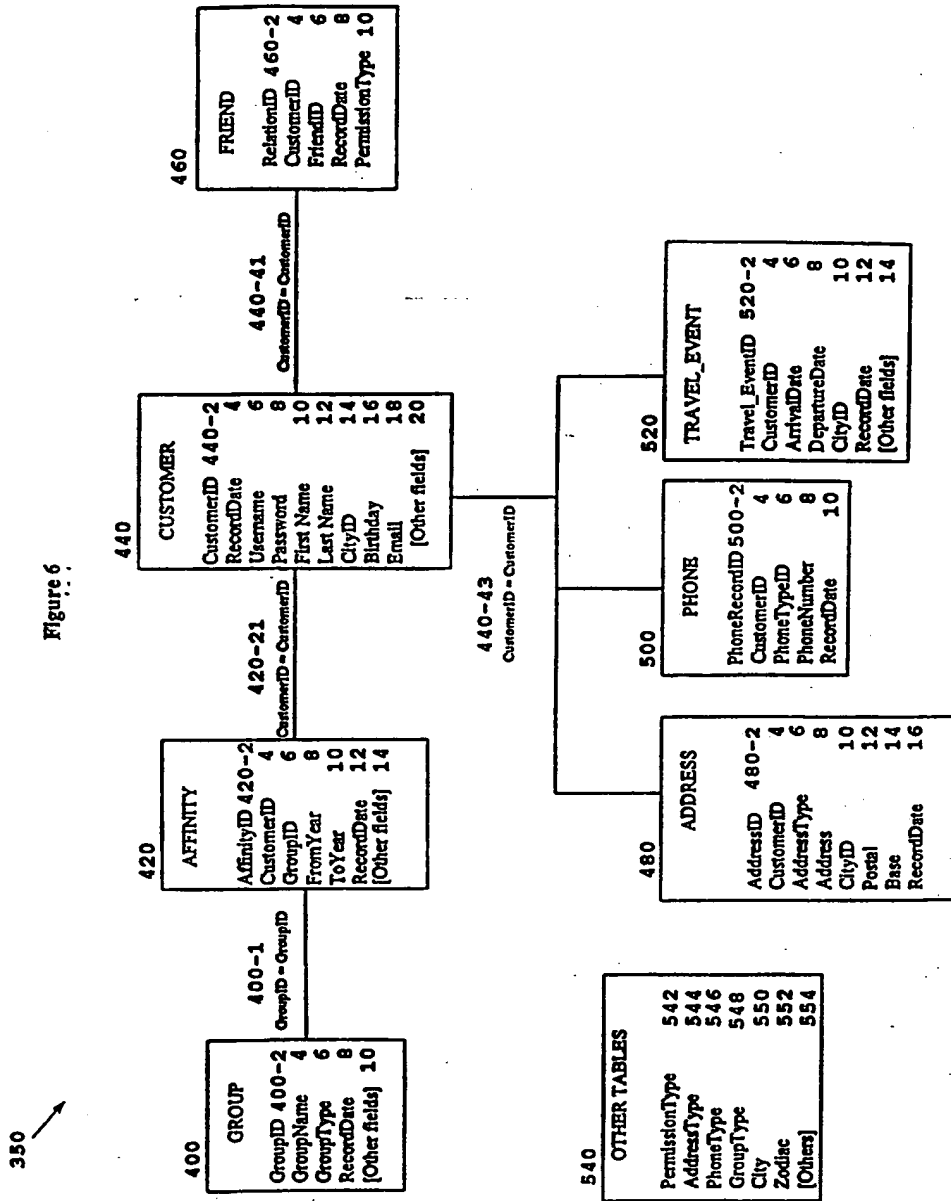 Figure 6
350
400
GROUP
GroupID 400-2
GroupName 4
GroupType 6
RecordDate 8
[Other fields] 10
400-1
GroupID = GroupID
420
AFFINITY
AffinityID 420-2
CustomerID 4
GroupID 6
FromYear 8
ToYear 10
RecordDate 12
[Other fields] 14
420-21
CustomerID = CustomerID
440
CUSTOMER
CustomerID 440-2
RecordDate 4
Username 6
Password 8
First Name 10
Last Name 12
CityID 14
Birthday 16
Email 18
[Other fields] 20
440-41
CustomerID = CustomerID
460
FRIEND
RelationID 460-2
CustomerID 4
FriendID 6
RecordDate 8
PermissionType 10
440-43
CustomerID = CustomerID
540
OTHER TABLES
PermissionType 542
AddressType 544
PhoneType 546
GroupType 548
City 550
Zodiac 552
[Others] 554
480
ADDRESS
AddressID 480-2
CustomerID 4
AddressType 6
Address 8
CityID 10
Postal 12
Base 14
RecordDate 16
500
PHONE
PhoneRecordID 500-2
CustomerID 4
PhoneTypeID 6
PhoneNumber 8
RecordDate 10
520
TRAVEL_EVENT
Travel_EventID 520-2
CustomerID 4
ArrivalDate 6
DepartureDate 8
CityID 10
RecordDate 12
[Other fields] 14